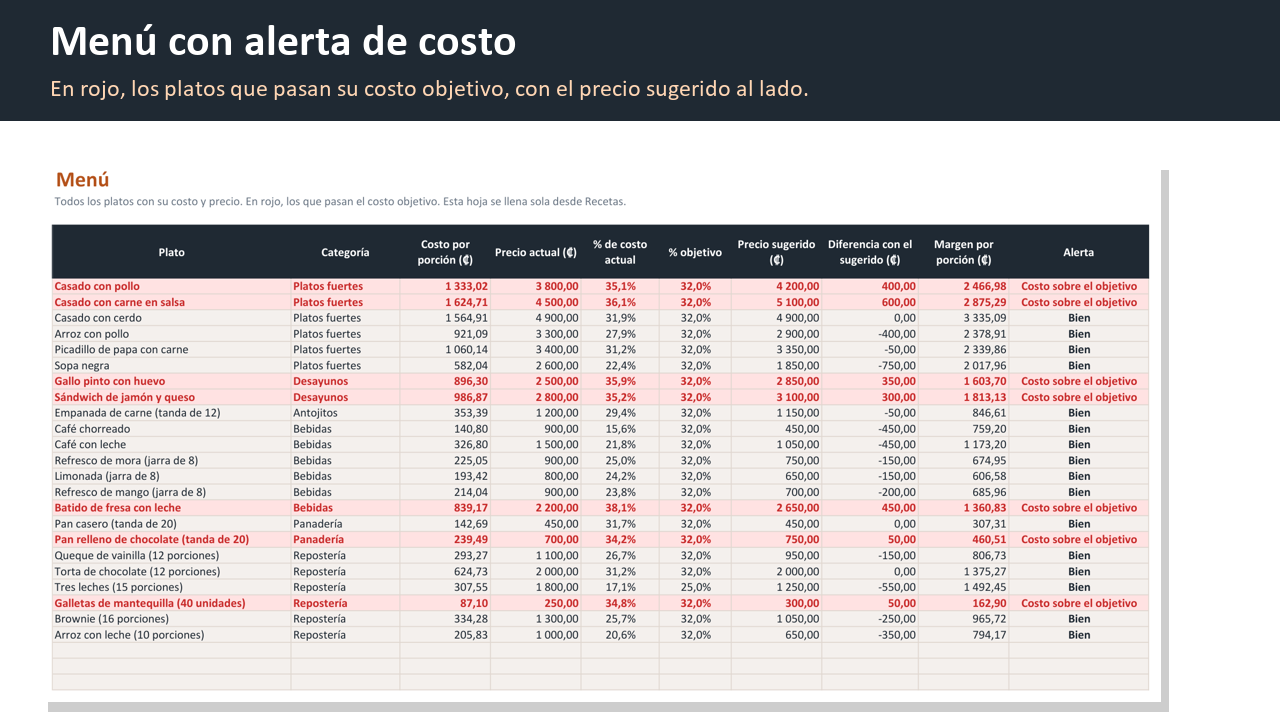 Menú con alerta de costo
En rojo, los platos que pasan su costo objetivo, con el precio sugerido al lado.
Menú
Todos los platos con su costo y precio. En rojo, los que pasan el costo objetivo. Esta hoja se llena sola desde Recetas.
Plato Categoría Costo por porción (₡) Precio actual (₡) % de costo actual % objetivo Precio sugerido (₡) Diferencia con el sugerido (₡) Margen por porción (₡) Alerta
Casado con pollo Platos fuertes 1 333,02 3 800,00 35,1% 32,0% 4 200,00 400,00 2 466,98 Costo sobre el objetivo
Casado con carne en salsa Platos fuertes 1 624,71 4 500,00 36,1% 32,0% 5 100,00 600,00 2 875,29 Costo sobre el objetivo
Casado con cerdo Platos fuertes 1 564,91 4 900,00 31,9% 32,0% 4 900,00 0,00 3 335,09 Bien
Arroz con pollo Platos fuertes 921,09 3 300,00 27,9% 32,0% 2 900,00 -400,00 2 378,91 Bien
Picadillo de papa con carne Platos fuertes 1 060,14 3 400,00 31,2% 32,0% 3 350,00 -50,00 2 339,86 Bien
Sopa negra Platos fuertes 582,04 2 600,00 22,4% 32,0% 1 850,00 -750,00 2 017,96 Bien
Gallo pinto con huevo Desayunos 896,30 2 500,00 35,9% 32,0% 2 850,00 350,00 1 603,70 Costo sobre el objetivo
Sándwich de jamón y queso Desayunos 986,87 2 800,00 35,2% 32,0% 3 100,00 300,00 1 813,13 Costo sobre el objetivo
Empanada de carne (tanda de 12) Antojitos 353,39 1 200,00 29,4% 32,0% 1 150,00 -50,00 846,61 Bien
Café chorreado Bebidas 140,80 900,00 15,6% 32,0% 450,00 -450,00 759,20 Bien
Café con leche Bebidas 326,80 1 500,00 21,8% 32,0% 1 050,00 -450,00 1 173,20 Bien
Refresco de mora (jarra de 8) Bebidas 225,05 900,00 25,0% 32,0% 750,00 -150,00 674,95 Bien
Limonada (jarra de 8) Bebidas 193,42 800,00 24,2% 32,0% 650,00 -150,00 606,58 Bien
Refresco de mango (jarra de 8) Bebidas 214,04 900,00 23,8% 32,0% 700,00 -200,00 685,96 Bien
Batido de fresa con leche Bebidas 839,17 2 200,00 38,1% 32,0% 2 650,00 450,00 1 360,83 Costo sobre el objetivo
Pan casero (tanda de 20) Panadería 142,69 450,00 31,7% 32,0% 450,00 0,00 307,31 Bien
Pan relleno de chocolate (tanda de 20) Panadería 239,49 700,00 34,2% 32,0% 750,00 50,00 460,51 Costo sobre el objetivo
Queque de vainilla (12 porciones) Repostería 293,27 1 100,00 26,7% 32,0% 950,00 -150,00 806,73 Bien
Torta de chocolate (12 porciones) Repostería 624,73 2 000,00 31,2% 32,0% 2 000,00 0,00 1 375,27 Bien
Tres leches (15 porciones) Repostería 307,55 1 800,00 17,1% 25,0% 1 250,00 -550,00 1 492,45 Bien
Galletas de mantequilla (40 unidades) Repostería 87,10 250,00 34,8% 32,0% 300,00 50,00 162,90 Costo sobre el objetivo
Brownie (16 porciones) Repostería 334,28 1 300,00 25,7% 32,0% 1 050,00 -250,00 965,72 Bien
Arroz con leche (10 porciones) Repostería 205,83 1 000,00 20,6% 32,0% 650,00 -350,00 794,17 Bien